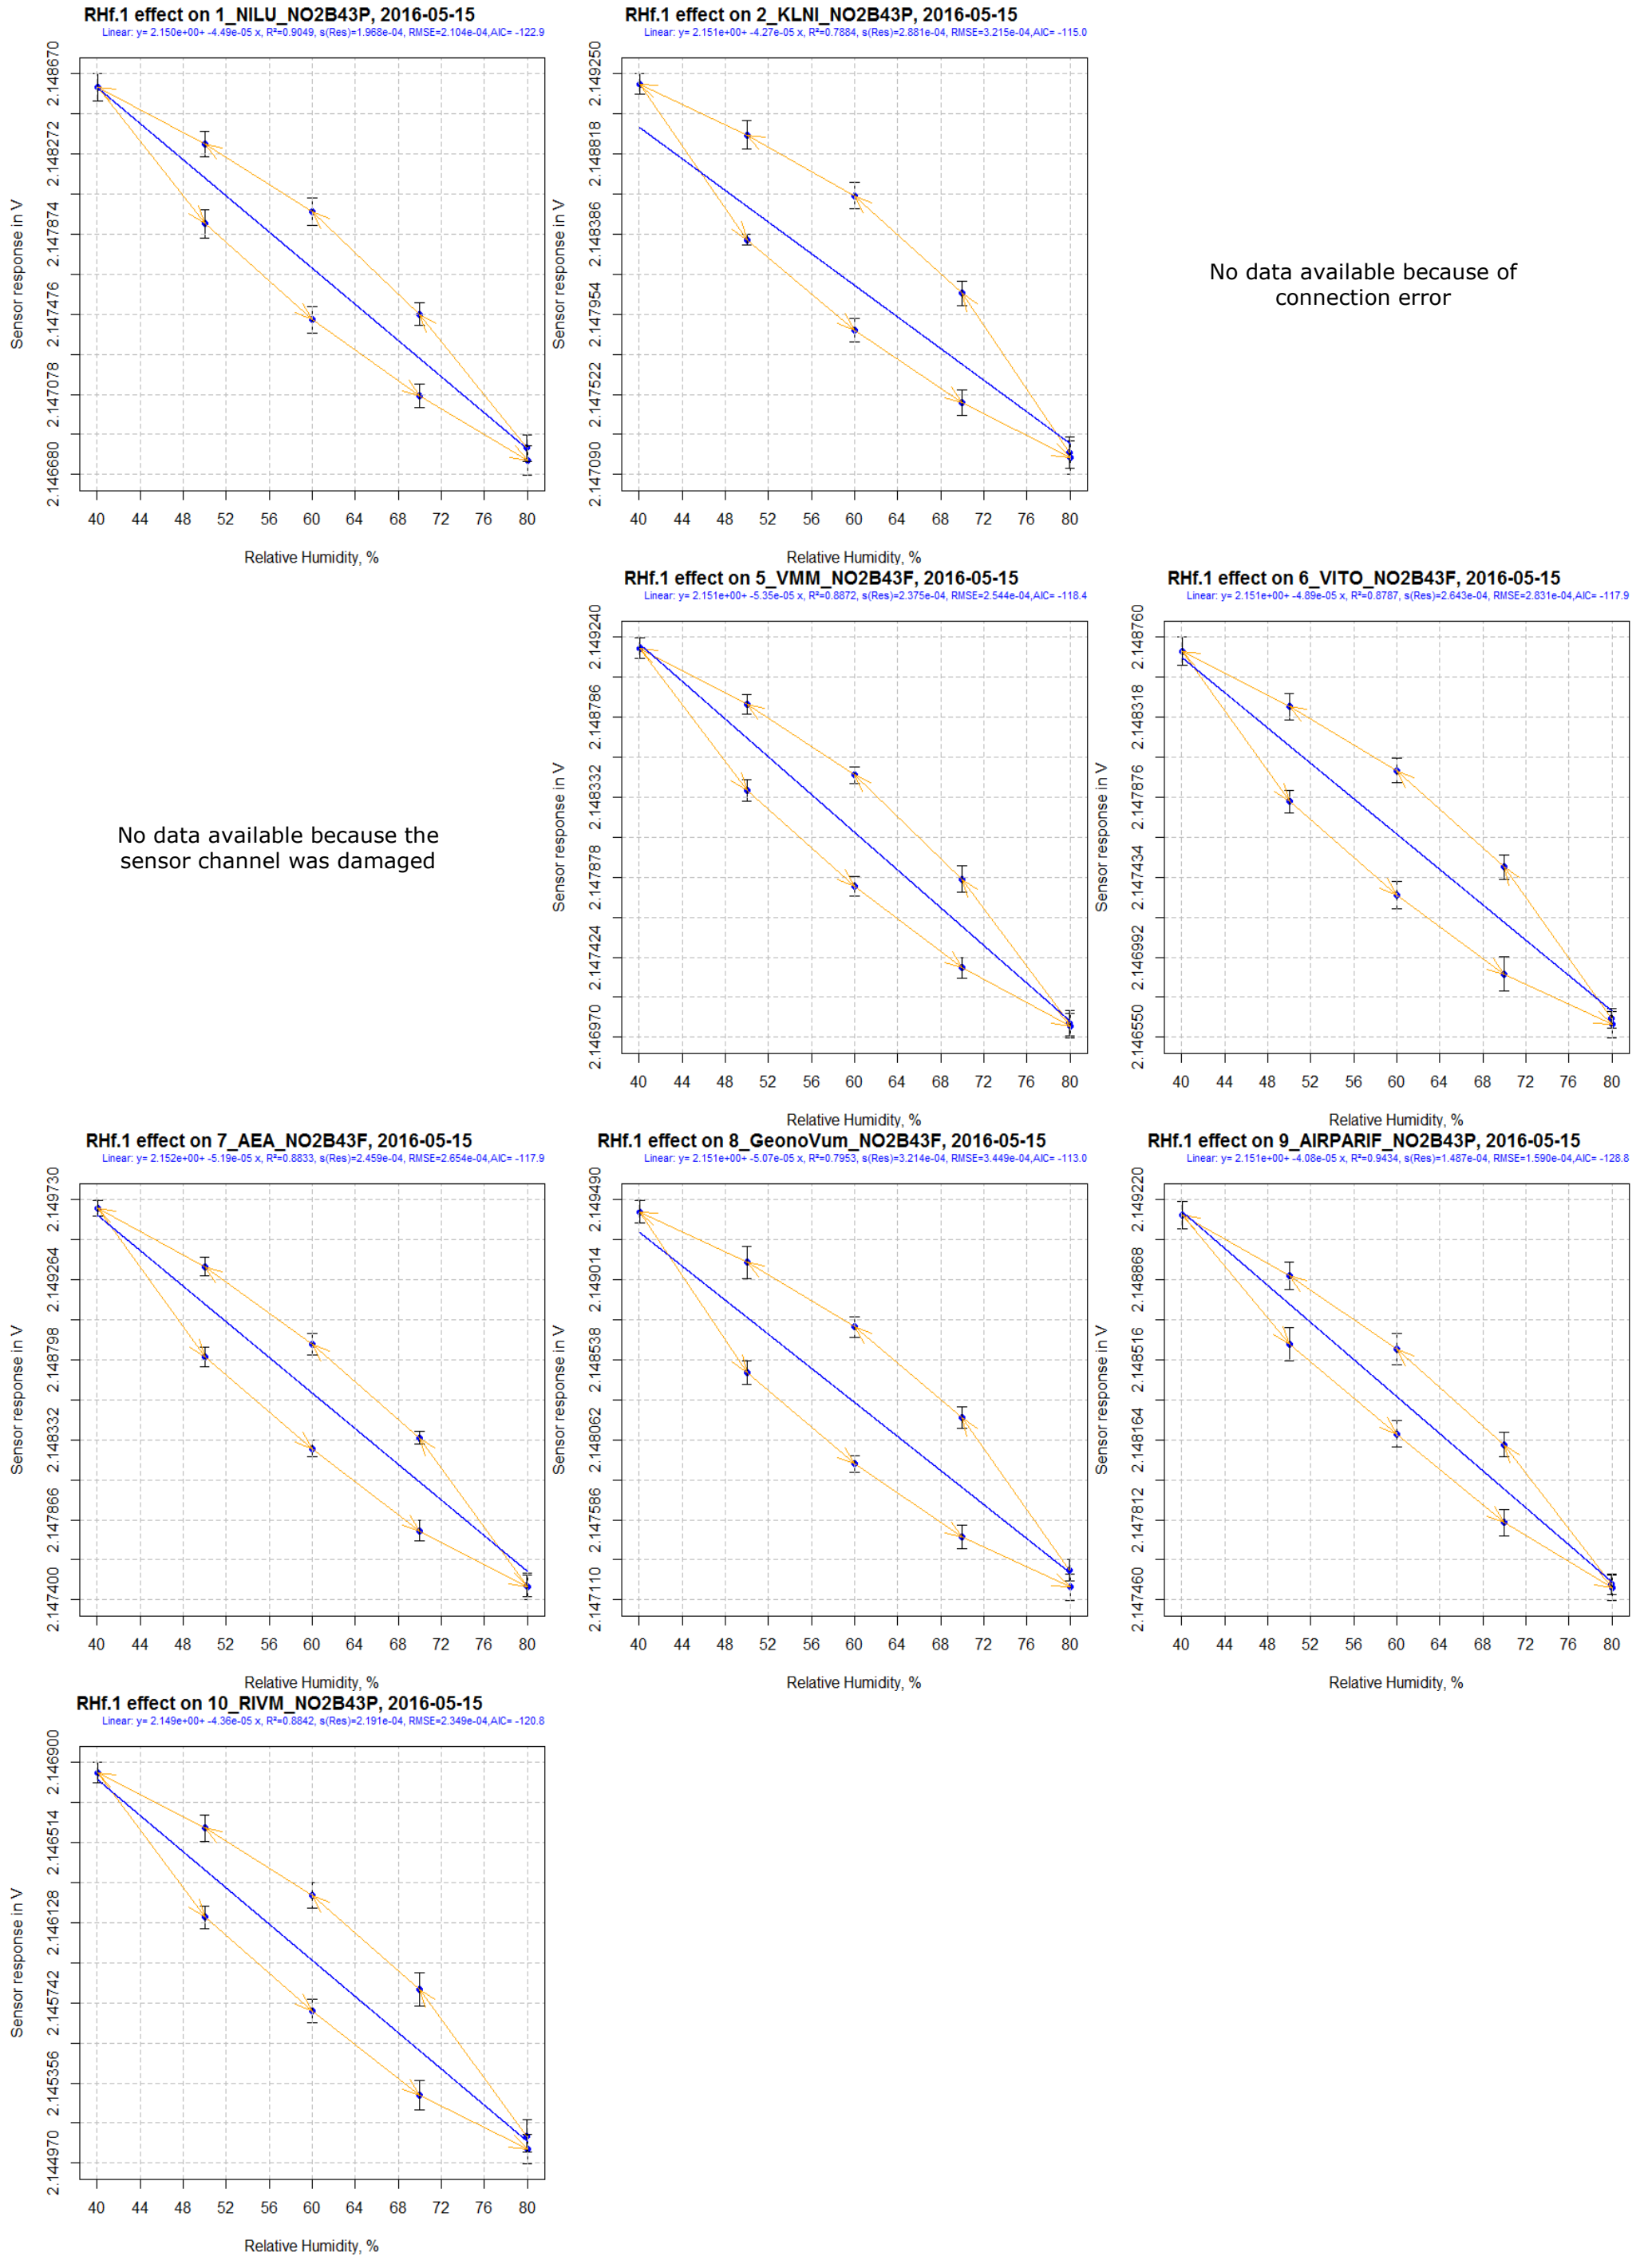 RHf.1 effect on 1_NILU_NO2B43P, 2016-05-15
Linear: y= 2.150e+00+ -4.49e-05 x, R²=0.9049, s(Res)=1.968e-04, RMSE=2.104e-04,AIC= -122.9
Sensor response in V
2.148670
2.148272
2.147874
2.147476
2.147078
2.146680
40 44 48 52 56 60 64 68 72 76 80
Relative Humidity, %
RHf.1 effect on 2_KLNI_NO2B43P, 2016-05-15
Linear: y= 2.151e+00+ -4.27e-05 x, R²=0.7884, s(Res)=2.881e-04, RMSE=3.215e-04,AIC= -115.0
Sensor response in V
2.149250
2.148818
2.148386
2.147954
2.147522
2.147090
40 44 48 52 56 60 64 68 72 76 80
Relative Humidity, %
No data available because of
connection error
No data available because the
sensor channel was damaged
RHf.1 effect on 5_VMM_NO2B43F, 2016-05-15
Linear: y= 2.151e+00+ -5.35e-05 x, R²=0.8872, s(Res)=2.375e-04, RMSE=2.544e-04,AIC= -118.4
Sensor response in V
2.149240
2.148786
2.148332
2.147878
2.147424
2.146970
40 44 48 52 56 60 64 68 72 76 80
Relative Humidity, %
RHf.1 effect on 6_VITO_NO2B43F, 2016-05-15
Linear: y= 2.151e+00+ -4.89e-05 x, R²=0.8787, s(Res)=2.643e-04, RMSE=2.831e-04,AIC= -117.9
Sensor response in V
2.148760
2.148318
2.147876
2.147434
2.146992
2.146550
40 44 48 52 56 60 64 68 72 76 80
Relative Humidity, %
RHf.1 effect on 7_AEA_NO2B43F, 2016-05-15
Linear: y= 2.152e+00+ -5.19e-05 x, R²=0.8833, s(Res)=2.459e-04, RMSE=2.654e-04,AIC= -117.9
Sensor response in V
2.149730
2.149264
2.148798
2.148332
2.147866
2.147400
40 44 48 52 56 60 64 68 72 76 80
Relative Humidity, %
RHf.1 effect on 8_GeonoVum_NO2B43F, 2016-05-15
Linear: y= 2.151e+00+ -5.07e-05 x, R²=0.7953, s(Res)=3.214e-04, RMSE=3.449e-04,AIC= -113.0
Sensor response in V
2.149490
2.149014
2.148538
2.148062
2.147586
2.147110
40 44 48 52 56 60 64 68 72 76 80
Relative Humidity, %
RHf.1 effect on 9_AIRPARIF_NO2B43P, 2016-05-15
Linear: y= 2.151e+00+ -4.08e-05 x, R²=0.9434, s(Res)=1.487e-04, RMSE=1.590e-04,AIC= -128.8
Sensor response in V
2.149220
2.148868
2.148516
2.148164
2.147812
2.147460
40 44 48 52 56 60 64 68 72 76 80
Relative Humidity, %
RHf.1 effect on 10_RIVM_NO2B43P, 2016-05-15
Linear: y= 2.149e+00+ -4.36e-05 x, R²=0.8842, s(Res)=2.191e-04, RMSE=2.349e-04,AIC= -120.8
Sensor response in V
2.146900
2.146514
2.146128
2.145742
2.145356
2.144970
40 44 48 52 56 60 64 68 72 76 80
Relative Humidity, %